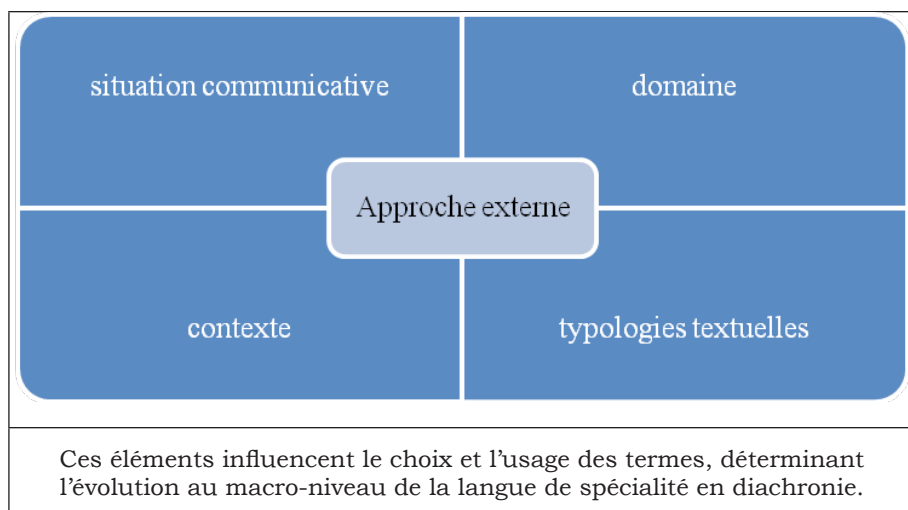 situation communicative
domaine
Approche externe
contexte
typologies textuelles
Ces éléments influencent le choix et l’usage des termes, déterminant
l’évolution au macro-niveau de la langue de spécialité en diachronie.